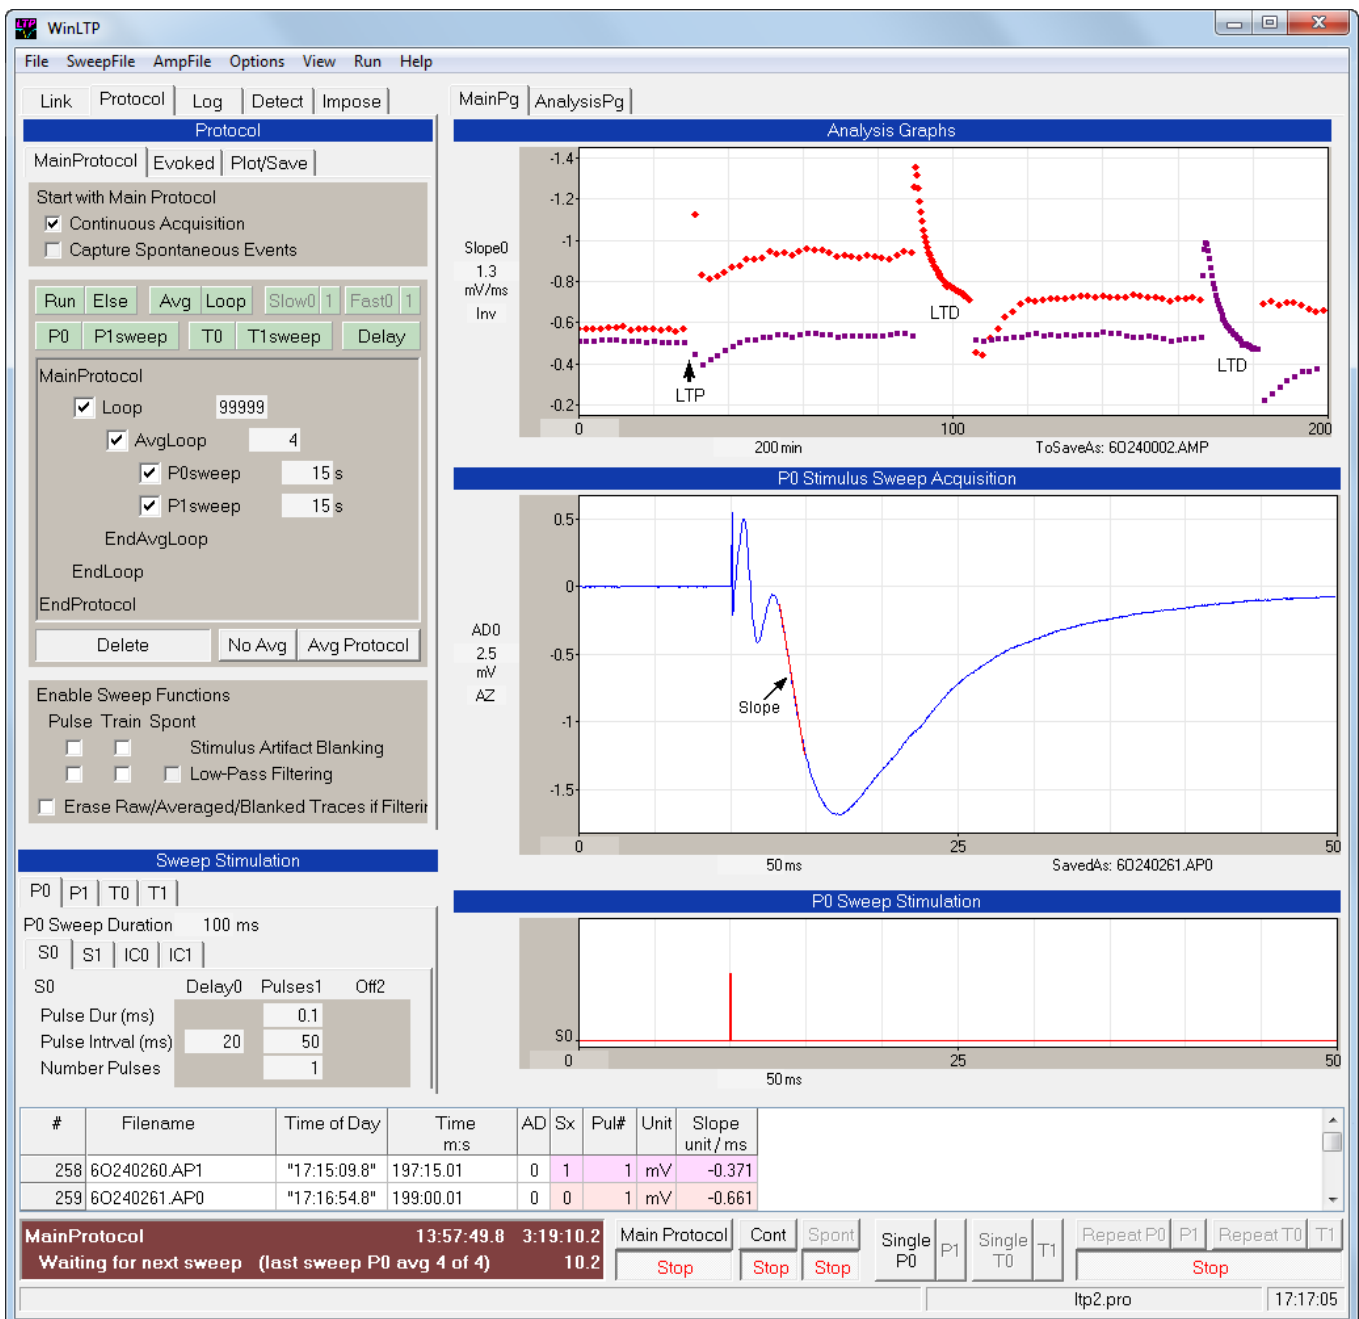 WinLTP
File SweepFile AmpFile Options View Run Help
Link Protocol Log Detect Impose
Protocol
MainProtocol Evoked Plot/Save
Start with Main Protocol
Continuous Acquisition
Capture Spontaneous Events
Run Else Avg Loop Slow0 1 Fast0 1
P0 P1sweep T0 T1sweep Delay
MainProtocol
Loop 99999
AvgLoop 4
P0sweep 15 s
P1sweep 15 s
EndAvgLoop
EndLoop
EndProtocol
Delete No Avg Avg Protocol
Enable Sweep Functions
Pulse Train Spont
Stimulus Artifact Blanking
Low-Pass Filtering
Erase Raw/Averaged/Blanked Traces if Filterin
Sweep Stimulation
P0 P1 T0 T1
P0 Sweep Duration 100 ms
S0 S1 IC0 IC1
S0 Delay0 Pulses1 Off2
Pulse Dur (ms) 0.1
Pulse Intrval (ms) 20 50
Number Pulses 1
MainPg AnalysisPg
Analysis Graphs
Slope0
1.3
mV/ms
Inv
-1.4
-1.2
-1
-0.8
-0.6
-0.4
-0.2
LTP
LTD
LTD
0 100 200
200 min ToSaveAs: 6O240002.AMP
P0 Stimulus Sweep Acquisition
AD0
2.5
mV
AZ
0.5
0
-0.5
-1
-1.5
Slope
0 25 50
50 ms SavedAs: 6O240261.AP0
P0 Sweep Stimulation
S0
0 25 50
50 ms
# Filename Time of Day Time m:s AD Sx Pul# Unit Slope unit / ms
258 6O240260.AP1 "17:15:09.8" 197:15.01 0 1 1 mV -0.371
259 6O240261.AP0 "17:16:54.8" 199:00.01 0 0 1 mV -0.661
MainProtocol 13:57:49.8 3:19:10.2
Waiting for next sweep (last sweep P0 avg 4 of 4) 10.2
Main Protocol Cont Spont
Stop Stop Stop
Single P0 P1 Single T0 T1
Repeat P0 P1 Repeat T0 T1
Stop
ltp2.pro 17:17:05